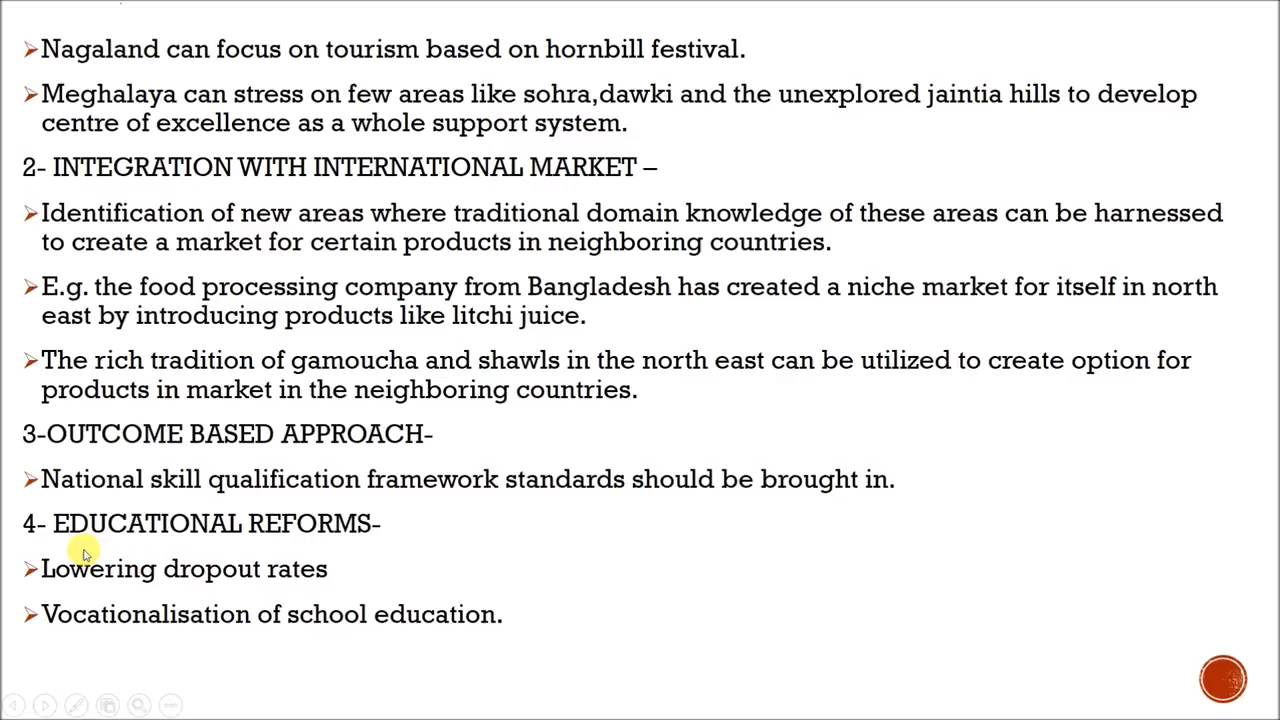 ➢Nagaland can focus on tourism based on hornbill festival.
➢Meghalaya can stress on few areas like sohra,dawki and the unexplored jaintia hills to develop
centre of excellence as a whole support system.
2- INTEGRATION WITH INTERNATIONAL MARKET –
➢Identification of new areas where traditional domain knowledge of these areas can be harnessed
to create a market for certain products in neighboring countries.
➢E.g. the food processing company from Bangladesh has created a niche market for itself in north
east by introducing products like litchi juice.
➢The rich tradition of gamoucha and shawls in the north east can be utilized to create option for
products in market in the neighboring countries.
3-OUTCOME BASED APPROACH-
➢National skill qualification framework standards should be brought in.
4- EDUCATIONAL REFORMS-
➢Lowering dropout rates
➢Vocationalisation of school education.